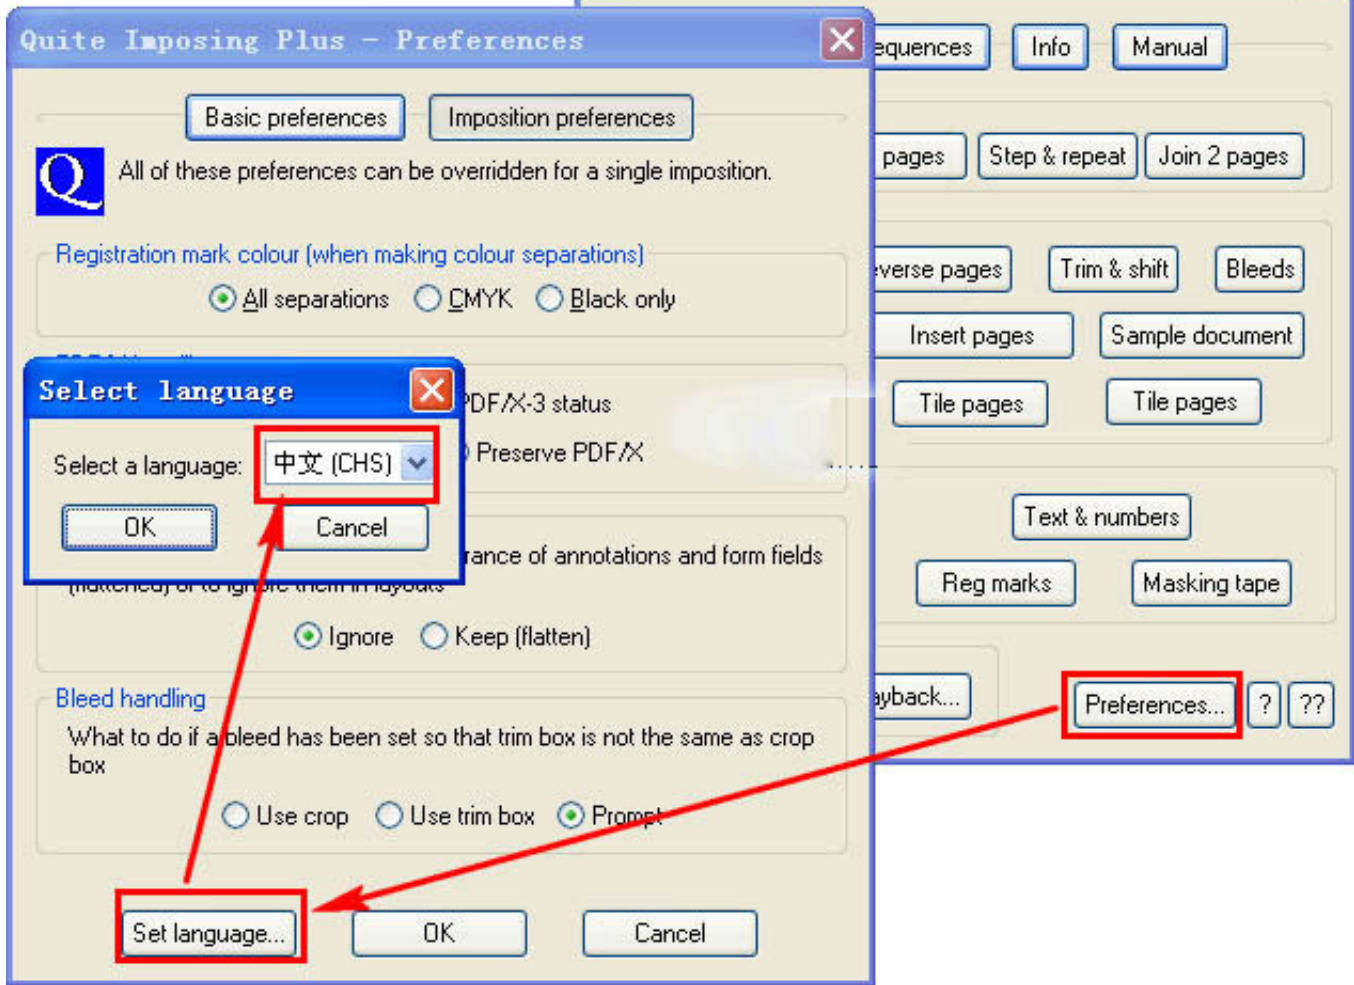 Quite Imposing Plus - Preferences
Basic preferences
Imposition preferences
Q
All of these preferences can be overridden for a single imposition.
Registration mark colour (when making colour separations)
All separations
CMYK
Black only
PDF/X-3 status
Preserve PDF/X
Select language
Select a language:
中文 (CHS)
OK
Cancel
of annotations and form fields
Ignore
Keep (flatten)
Bleed handling
What to do if a bleed has been set so that trim box is not the same as crop
box
Use crop
Use trim box
Prompt
Set language...
OK
Cancel
Info
Manual
pages
Step & repeat
Join 2 pages
pages
Trim & shift
Bleeds
Insert pages
Sample document
Tile pages
Tile pages
Text & numbers
Reg marks
Masking tape
Preferences...
?
??